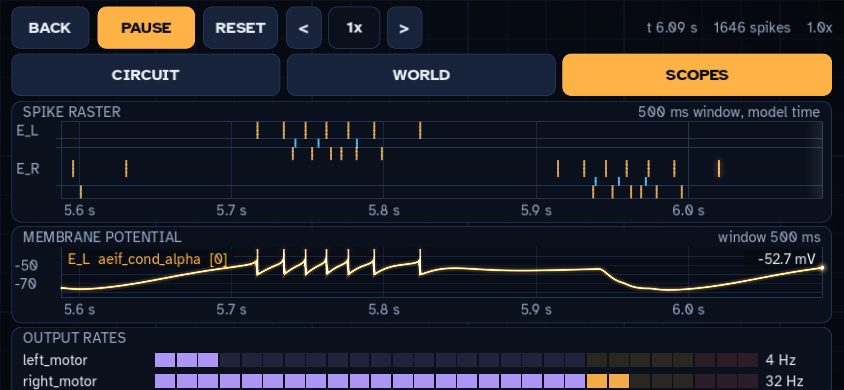 BACK PAUSE RESET < 1x > t 6.09 s 1646 spikes 1.0x
CIRCUIT WORLD SCOPES
SPIKE RASTER 500 ms window, model time
E_L
E_R
5.6 s 5.7 s 5.8 s 5.9 s 6.0 s
MEMBRANE POTENTIAL window 500 ms
E_L aeif_cond_alpha [0] -52.7 mV
-50
-70
5.6 s 5.7 s 5.8 s 5.9 s 6.0 s
OUTPUT RATES
left_motor 4 Hz
right_motor 32 Hz